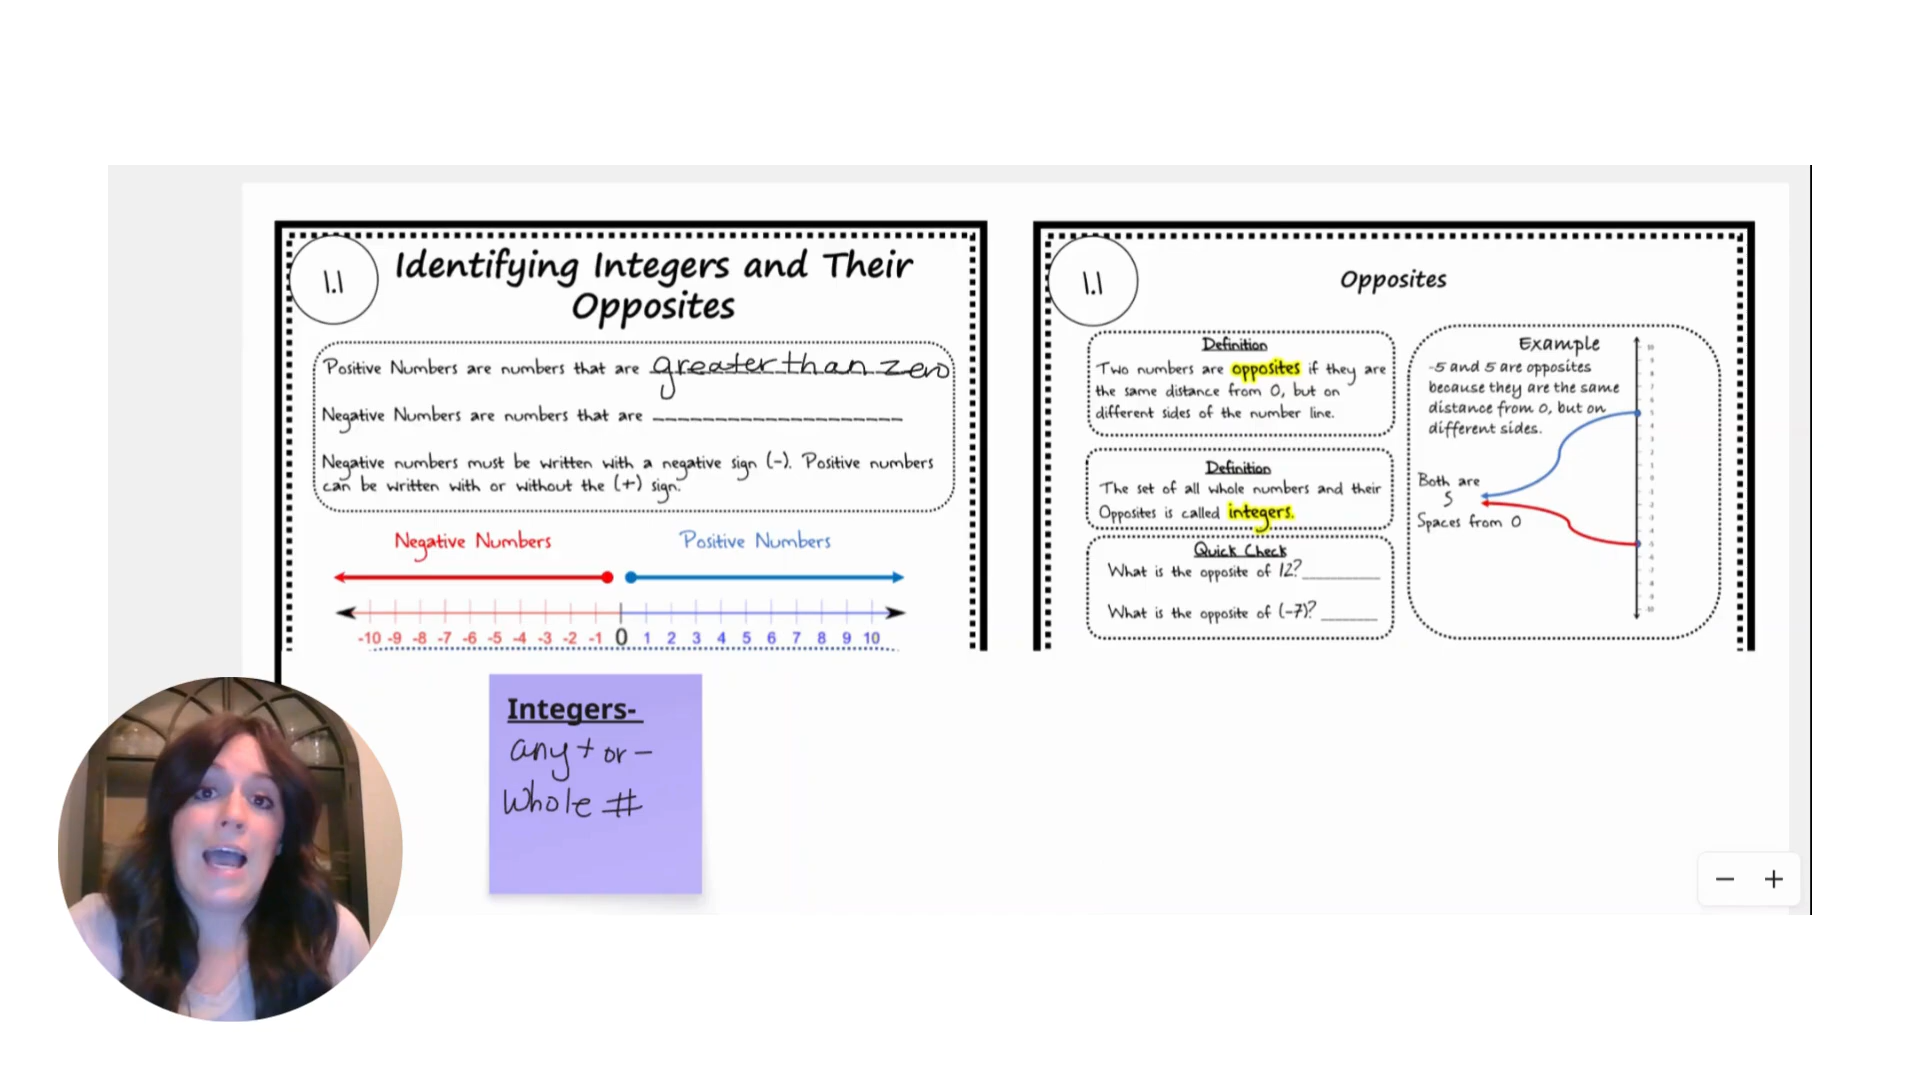 1.1
Identifying Integers and Their
Opposites
Positive Numbers are numbers that are greater than zero
Negative Numbers are numbers that are ____________________
Negative numbers must be written with a negative sign (-). Positive numbers
can be written with or without the (+) sign.
Negative Numbers
Positive Numbers
-10 -9 -8 -7 -6 -5 -4 -3 -2 -1 0 1 2 3 4 5 6 7 8 9 10
Integers-
any + or -
Whole #
1.1
Opposites
Definition
Two numbers are opposites if they are
the same distance from 0, but on
different sides of the number line.
Definition
The set of all whole numbers and their
Opposites is called integers.
Quick Check
What is the opposite of 12?________
What is the opposite of (-7)? ______
Example
-5 and 5 are opposites
because they are the same
distance from 0, but on
different sides.
Both are
5
Spaces from 0